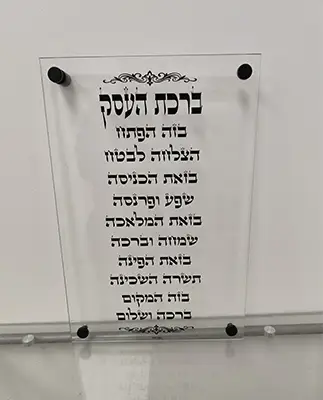 ברכת העסק
בזה הפתח
הצלחה לבטח
בזאת הכניסה
שפע ופרנסה
בזאת המלאכה
שמחה וברכה
בזאת הפינה
תשרה השכינה
בזה המקום
ברכה ושלום